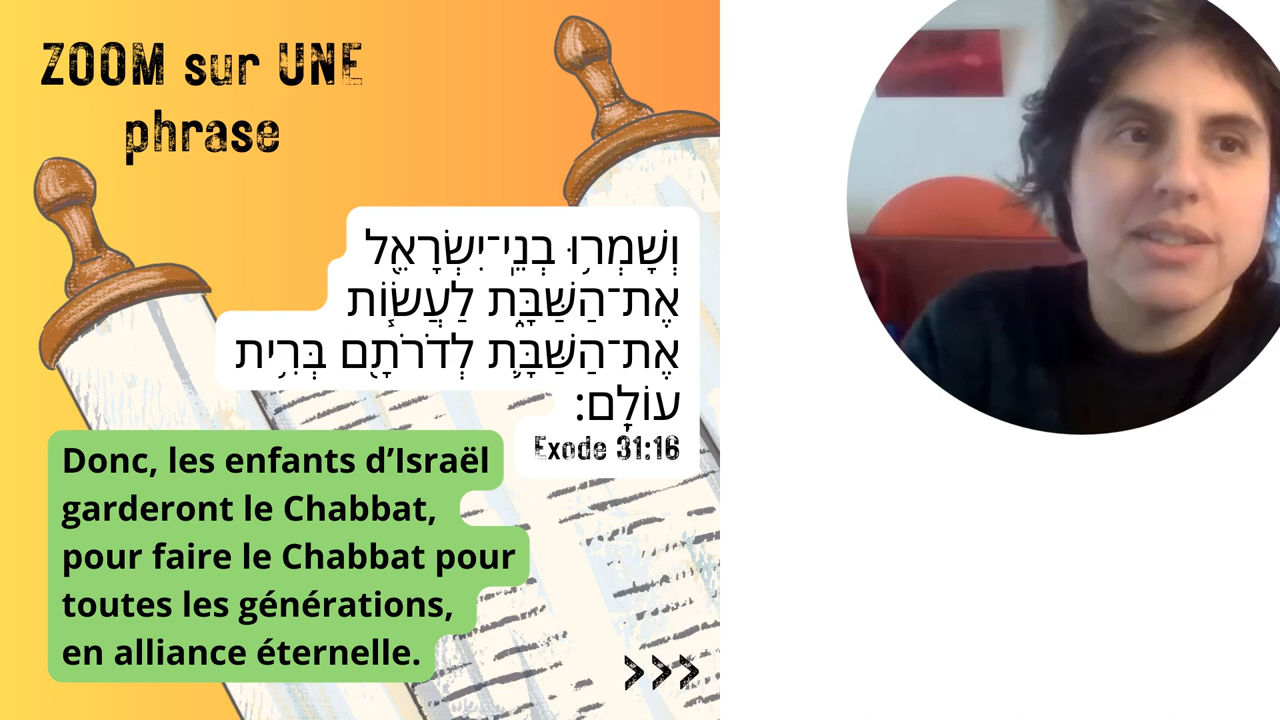 ZOOM sur UNE
phrase
וְשָׁמְר֥וּ בְנֵֽי־יִשְׂרָאֵ֖ל
אֶת־הַשַּׁבָּ֑ת לַעֲשׂ֧וֹת
אֶת־הַשַּׁבָּ֛ת לְדֹרֹתָ֖ם בְּרִ֥ית
עוֹלָֽם׃
Exode 31:16
Donc, les enfants d’Israël
garderont le Chabbat,
pour faire le Chabbat pour
toutes les générations,
en alliance éternelle.
>>>